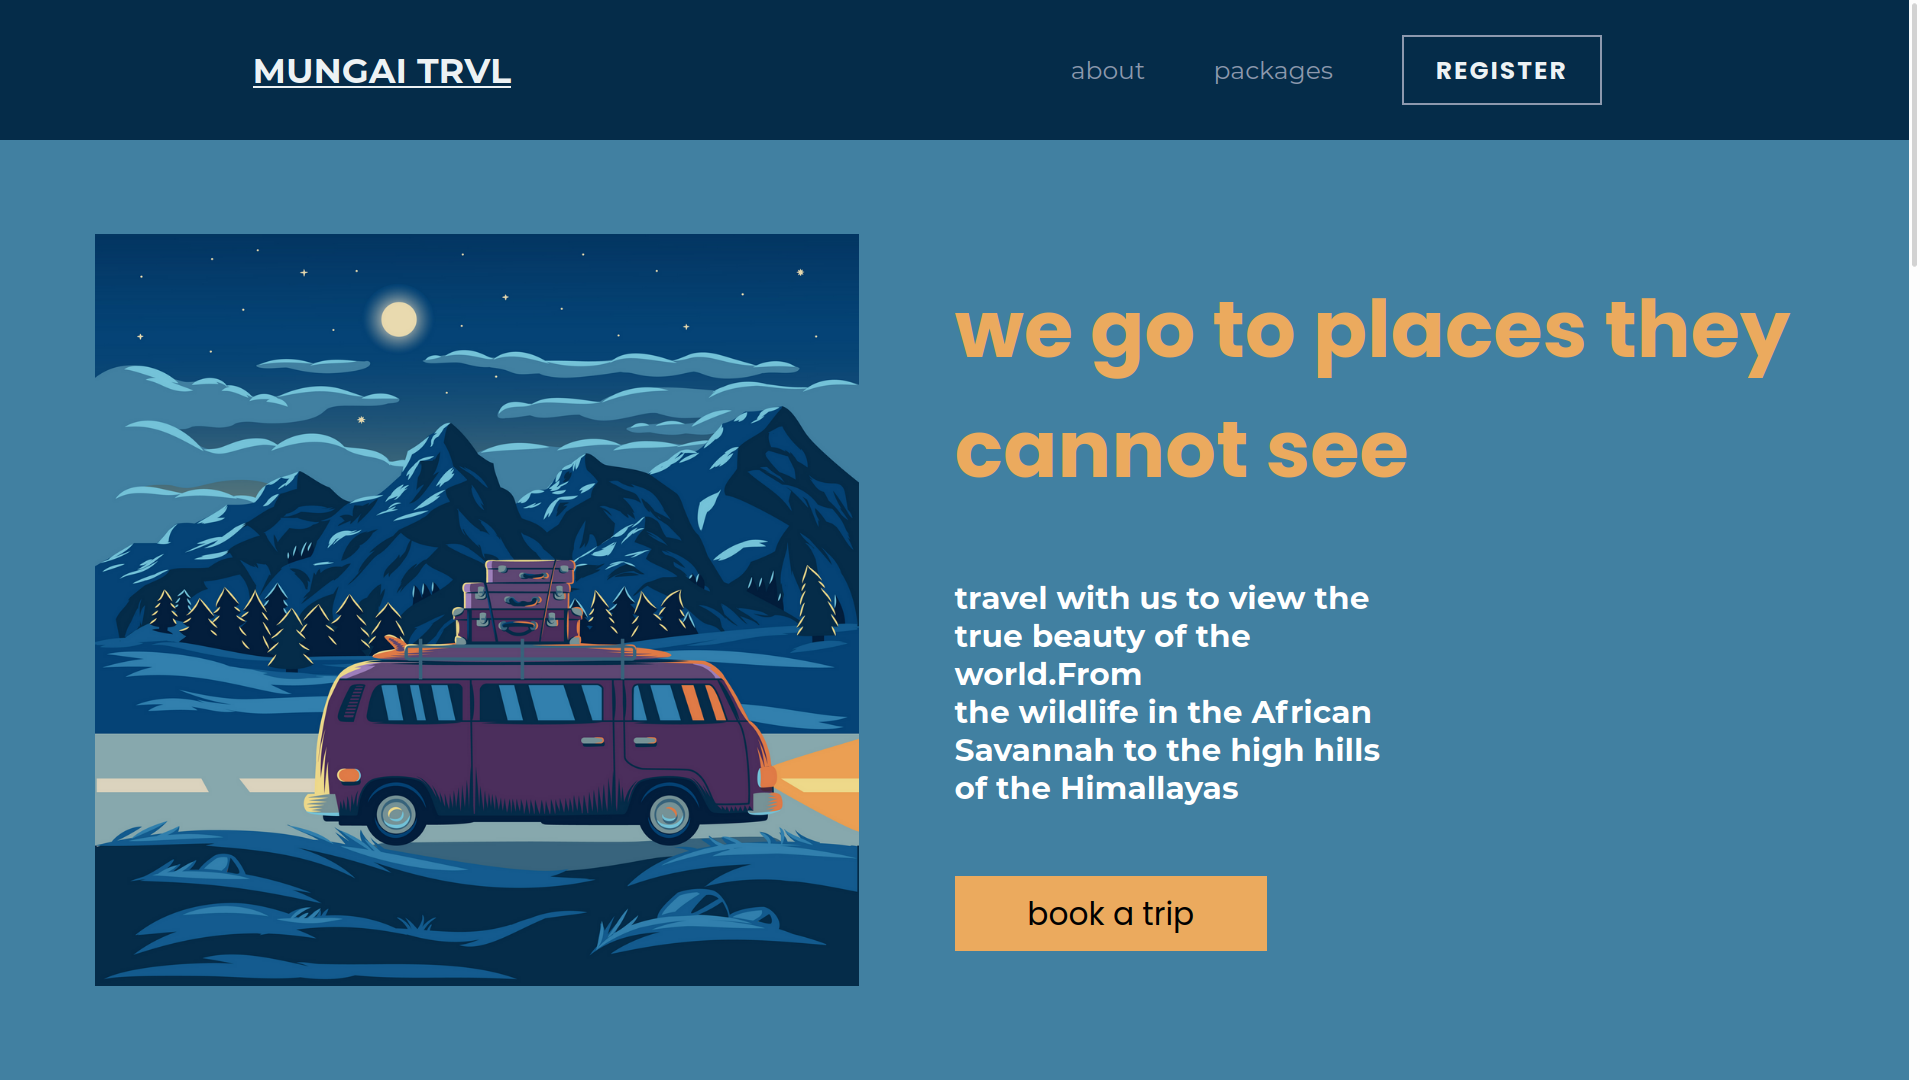 MUNGAI TRVL
about
packages
REGISTER
we go to places they
cannot see
travel with us to view the
true beauty of the
world.From
the wildlife in the African
Savannah to the high hills
of the Himallayas
book a trip